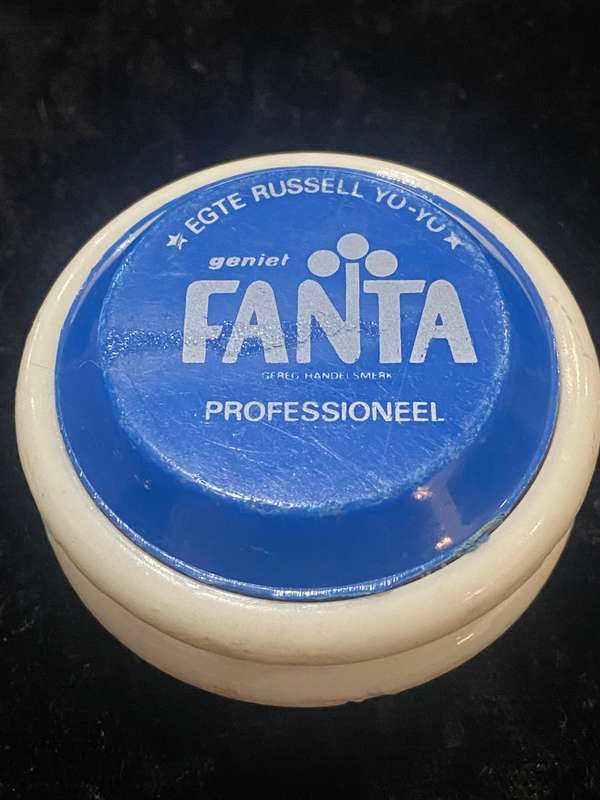 ★ EGTE RUSSELL YO-YO ★
geniet
FANTA
GEREG HANDELSMERK
PROFESSIONEEL